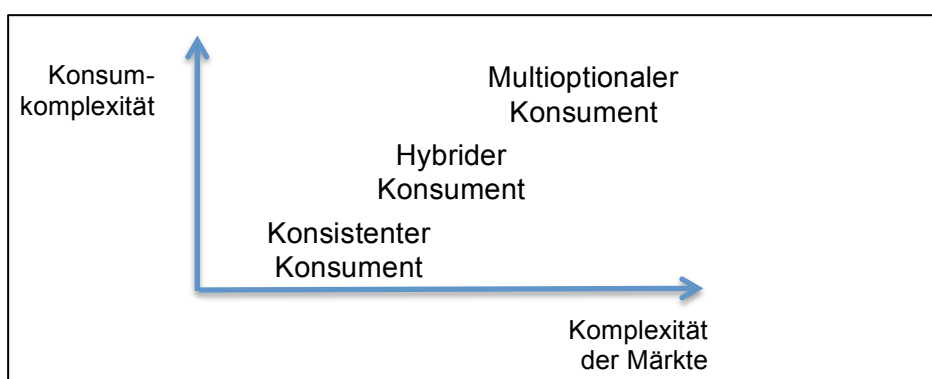 Konsum-
komplexität
Multioptionaler
Konsument
Hybrider
Konsument
Konsistenter
Konsument
Komplexität
der Märkte